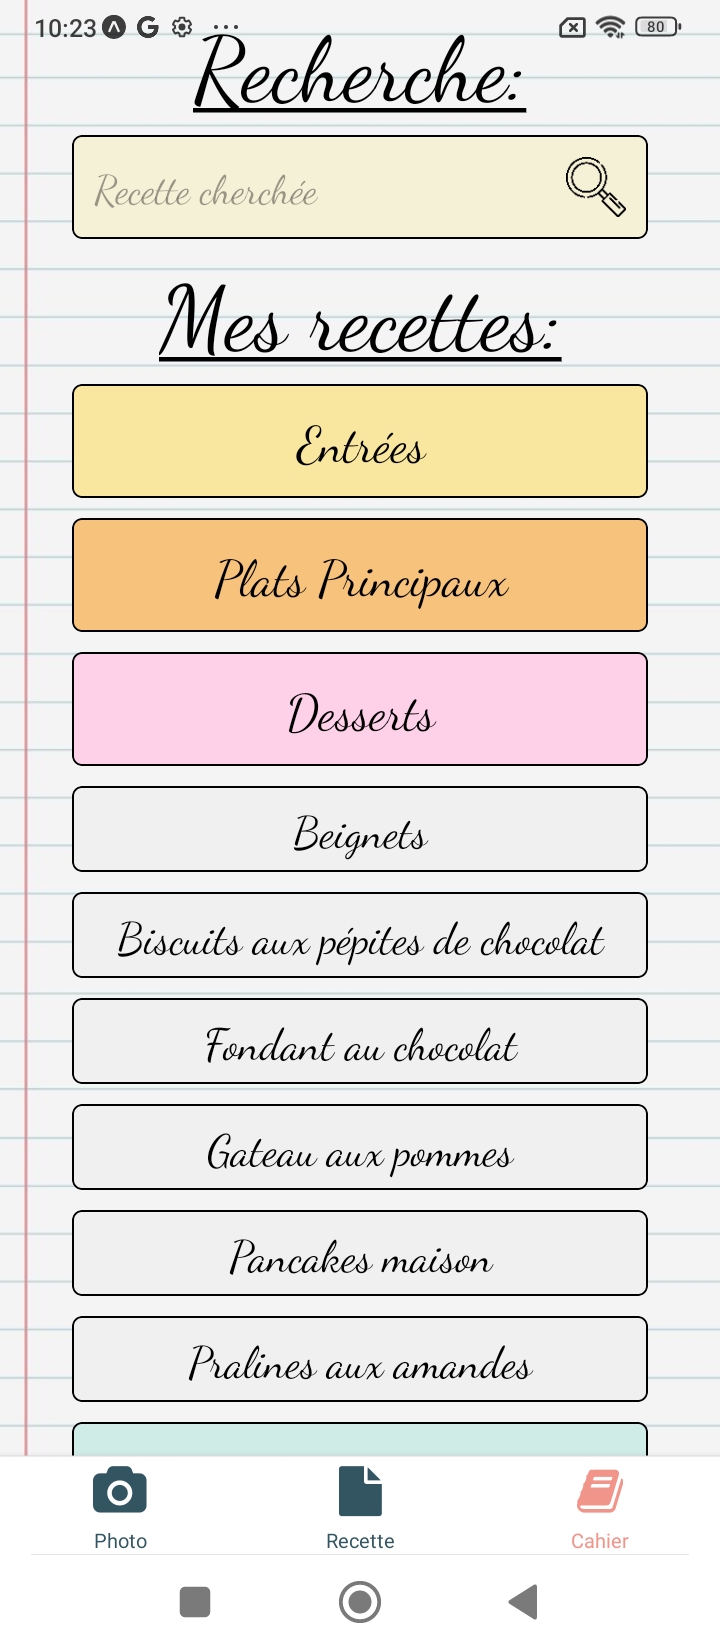 10:23
80
Recherche:
Recette cherchée
Mes recettes:
Entrées
Plats Principaux
Desserts
Beignets
Biscuits aux pépites de chocolat
Fondant au chocolat
Gateau aux pommes
Pancakes maison
Pralines aux amandes
Photo
Recette
Cahier